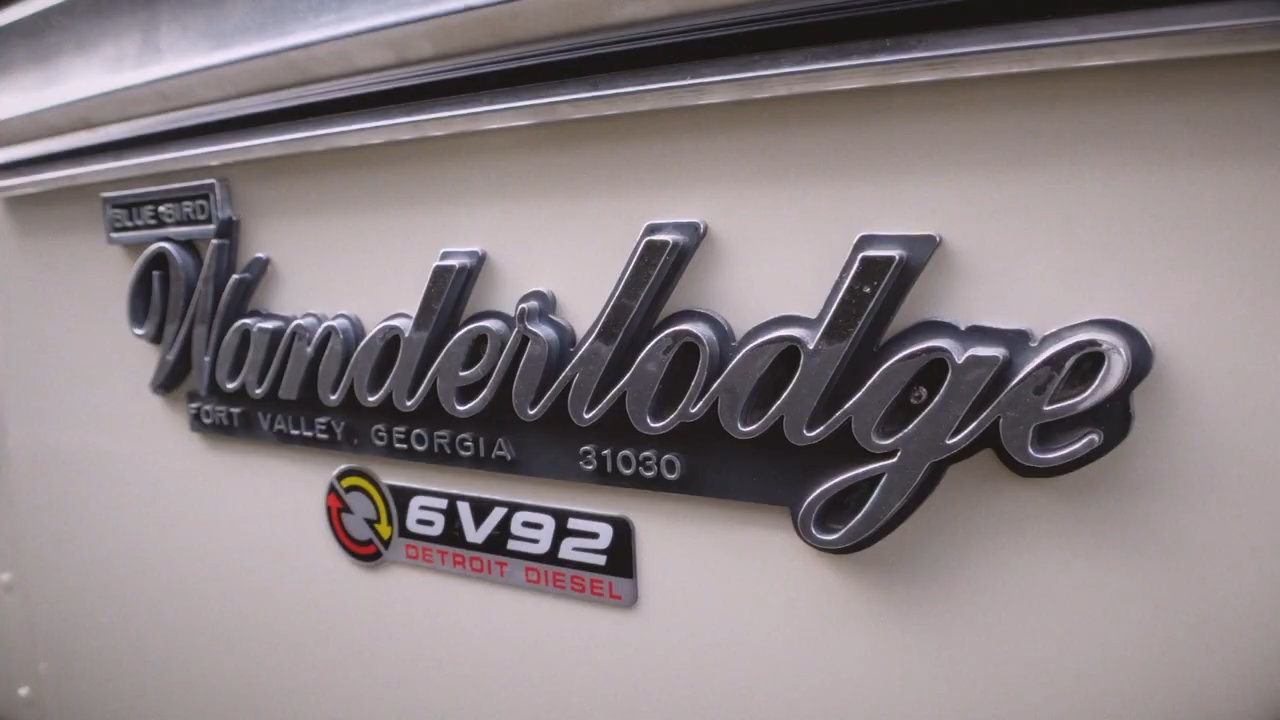 BLUE BIRD
Wanderlodge
FORT VALLEY, GEORGIA 31030
6V92
DETROIT DIESEL